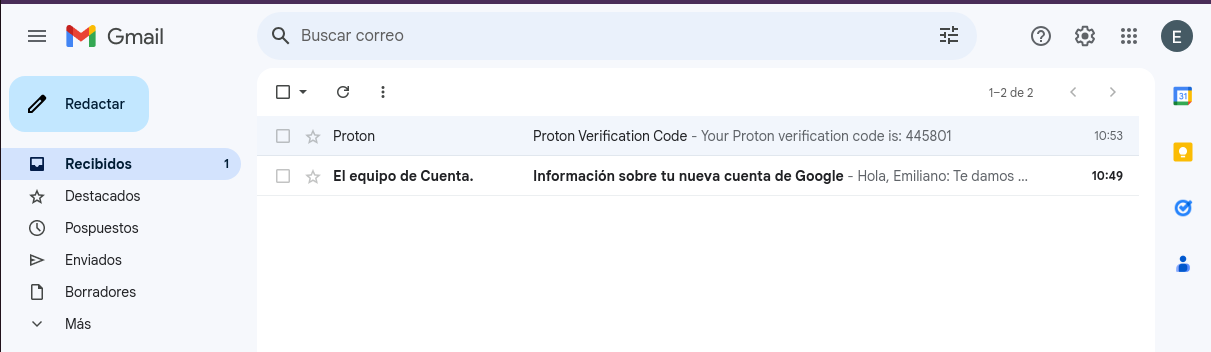 Gmail
Buscar correo
E
Redactar
1–2 de 2
31
Recibidos 1
Proton Proton Verification Code - Your Proton verification code is: 445801 10:53
El equipo de Cuenta. Información sobre tu nueva cuenta de Google - Hola, Emiliano: Te damos ... 10:49
Destacados
Pospuestos
Enviados
Borradores
Más